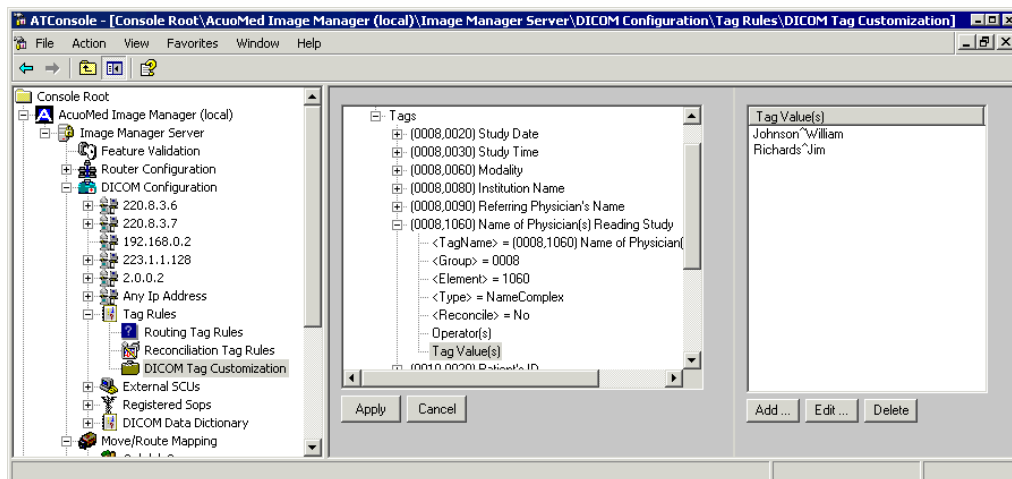 ATConsole - [Console Root\AcuoMed Image Manager (local)\Image Manager Server\DICOM Configuration\Tag Rules\DICOM Tag Customization]
File Action View Favorites Window Help
Console Root
AcuoMed Image Manager (local)
Image Manager Server
Feature Validation
Router Configuration
DICOM Configuration
220.8.3.6
220.8.3.7
192.168.0.2
223.1.1.128
2.0.0.2
Any Ip Address
Tag Rules
Routing Tag Rules
Reconciliation Tag Rules
DICOM Tag Customization
External SCUs
Registered Sops
DICOM Data Dictionary
Move/Route Mapping
Tags
(0008,0020) Study Date
(0008,0030) Study Time
(0008,0060) Modality
(0008,0080) Institution Name
(0008,0090) Referring Physician's Name
(0008,1060) Name of Physician(s) Reading Study
<TagName> = (0008,1060) Name of Physician(
<Group> = 0008
<Element> = 1060
<Type> = NameComplex
<Reconcile> = No
Operator(s)
Tag Value(s)
(0010,0020) Patient's ID
Apply Cancel
Tag Value(s)
Johnson^William
Richards^Jim
Add ... Edit ... Delete